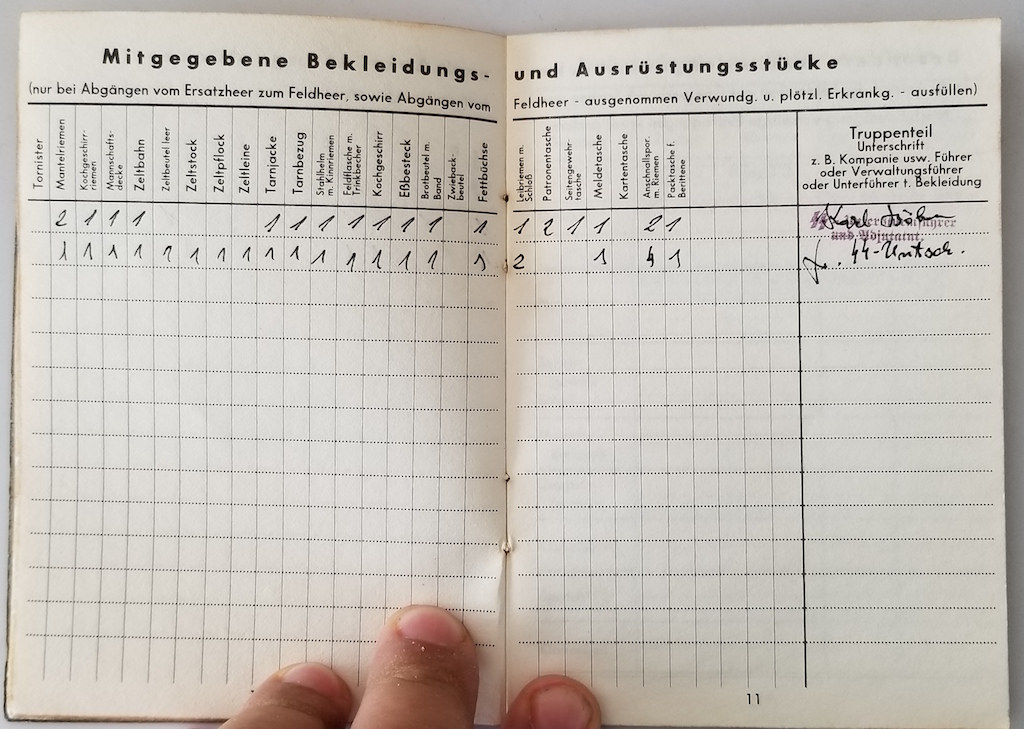 Mitgegebene Bekleidungs- und Ausrüstungsstücke
(nur bei Abgängen vom Ersatzheer zum Feldheer, sowie Abgängen vom Feldheer - ausgenommen Verwundg. u. plötzl. Erkrankg. - ausfüllen)
Tornister
Mantelriemen
Kochgeschirr-
riemen
Mannschafts-
decke
Zeltbahn
Zeltbeutel leer
Zeltstock
Zeltpflock
Zeltleine
Tarnjacke
Tarnbezug
Stahlhelm
m. Kinnriemen
Feldflasche m.
Trinkbecher
Kochgeschirr
Eßbesteck
Brotbeutel m.
Band
Zwieback-
beutel
Fettbüchse
Leibriemen m.
Schloß
Patronentasche
Seitengewehr-
tasche
Meldetasche
Kartentasche
Anschnallspor.
m. Riemen
Packtasche f.
Berittene
Truppenteil
Unterschrift
z. B. Kompanie usw. Führer
oder Verwaltungsführer
oder Unterführer t. Bekleidung
2 1 1 1 1 1 1 1 1 1 1 1 1 2 1 1 2 1 Karl
und Adjutant
1 1 1 1 1 1 1 1 1 1 1 1 1 1 1 1 2 1 4 1
11